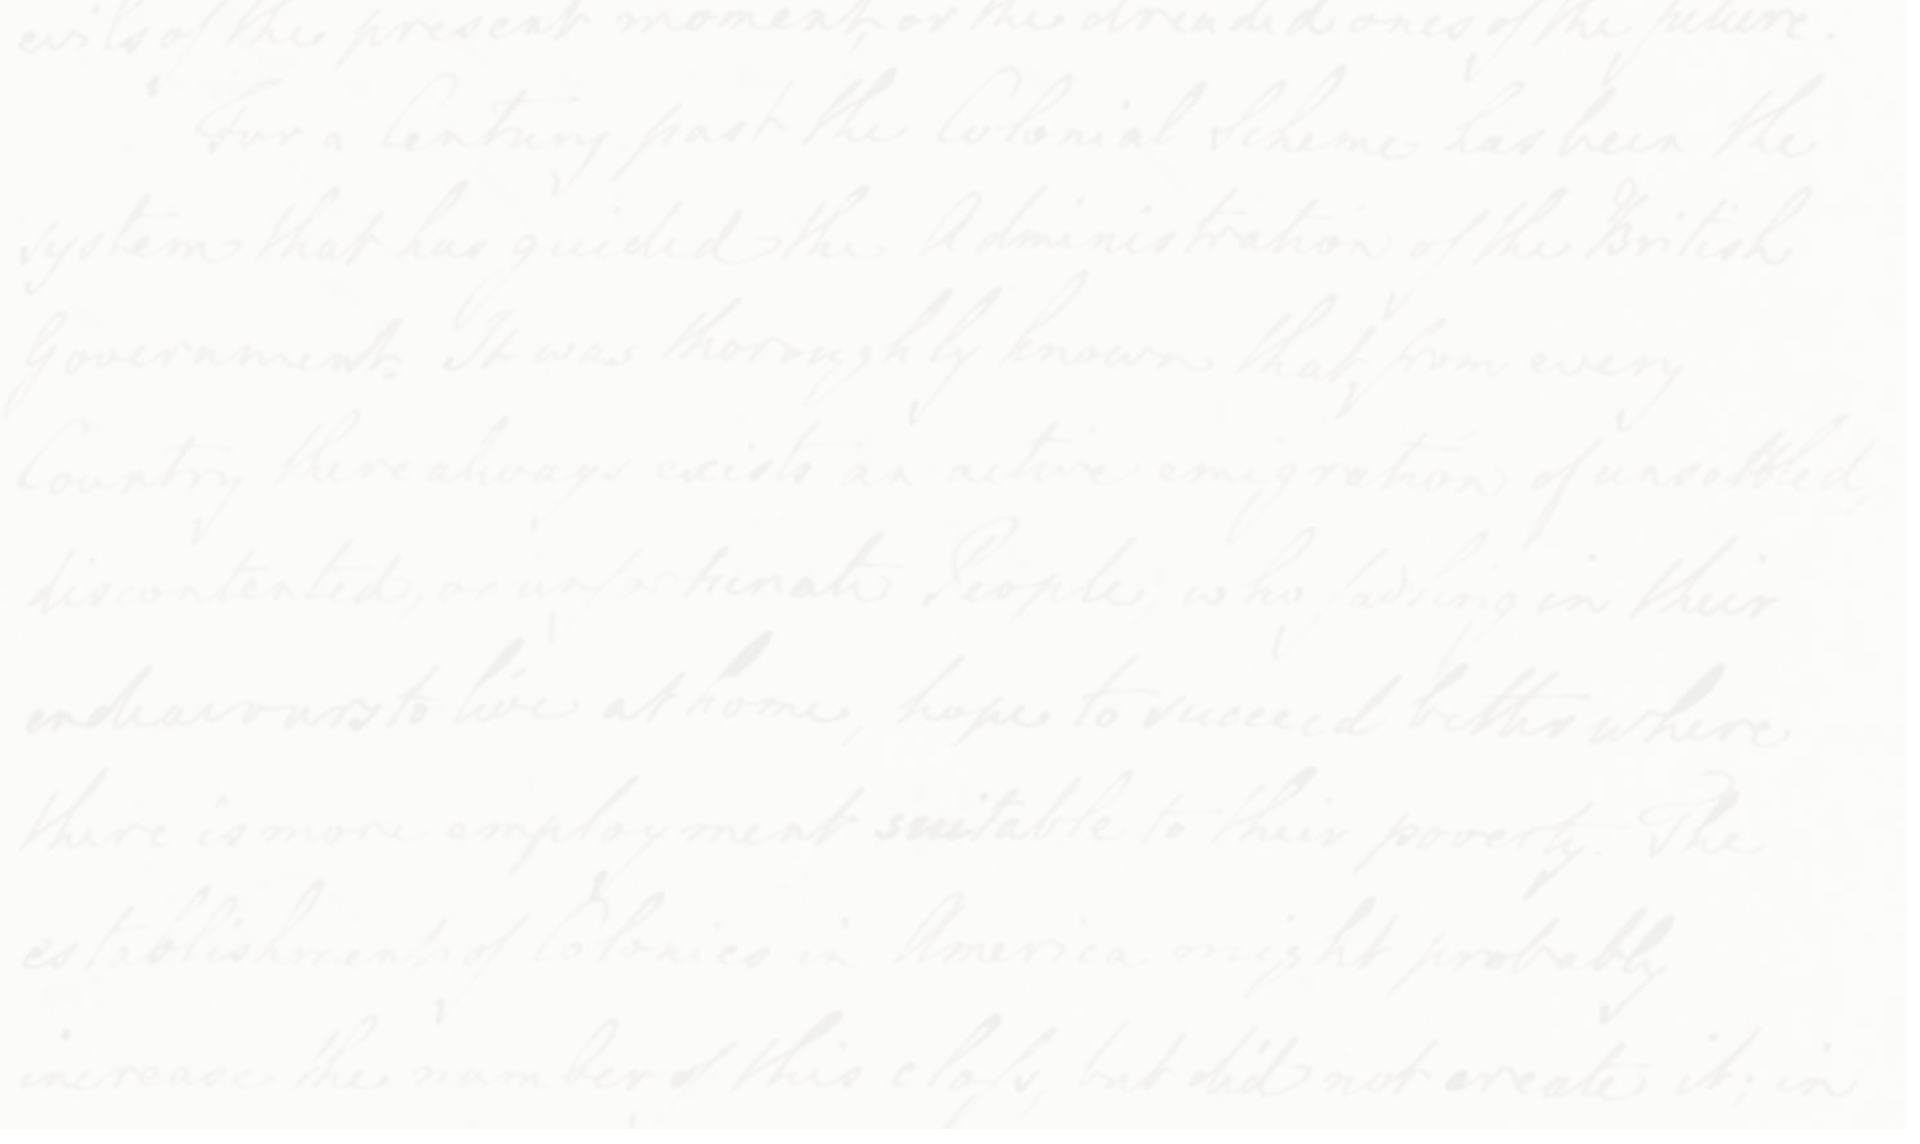 evils of the present moment, or the dreaded ones of the future.
For a Century past the Colonial Scheme has been the
system that has guided the Administration of the British
Government. It was thoroughly known that from every
Country there always exists an active emigration of unsettled,
discontented, or unfortunate People, who failing in their
endeavours to live at home, hope to succeed better where
there is more employment suitable to their poverty. The
establishment of Colonies in America might probably
increase the number of this class, but did not create it; in